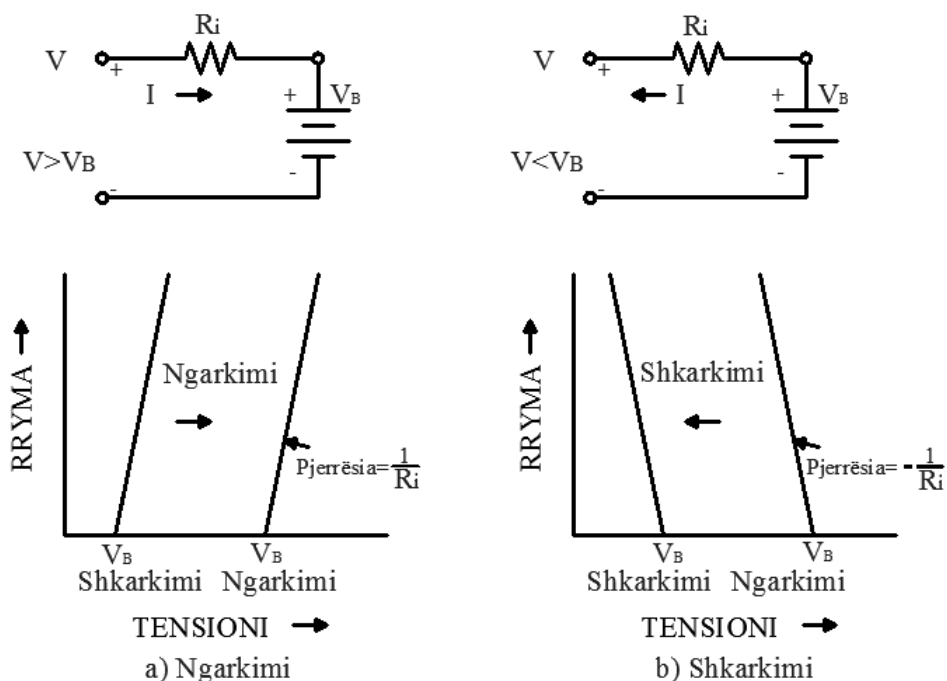 Ri
V
+
I →
+
VB
V>VB
-
-
RRYMA →
Ngarkimi
→
Pjerrësia=1/Ri
VB VB
Shkarkimi Ngarkimi
TENSIONI →
a) Ngarkimi
Ri
V
+
← I
+
VB
V<VB
-
-
RRYMA →
Shkarkimi
←
Pjerrësia= -1/Ri
VB VB
Shkarkimi Ngarkimi
TENSIONI →
b) Shkarkimi